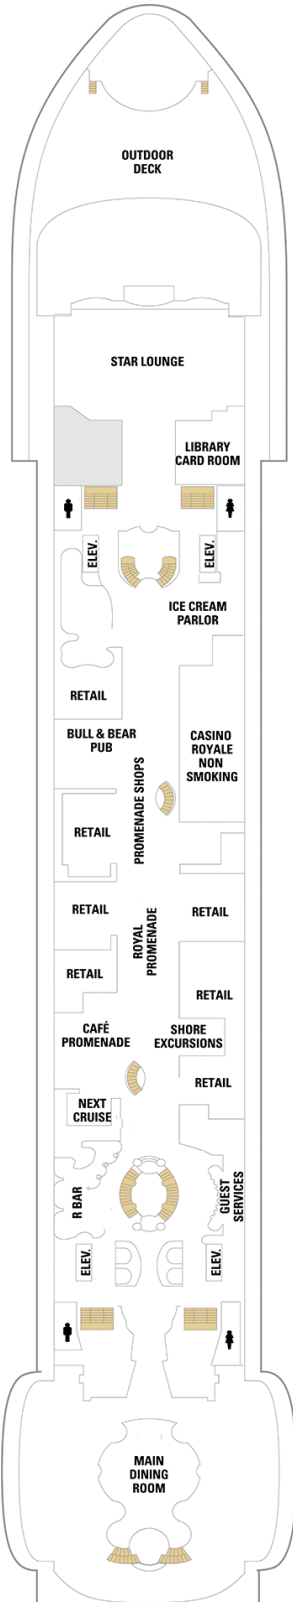 OUTDOOR
DECK
STAR LOUNGE
LIBRARY
CARD ROOM
ELEV.
ELEV.
ICE CREAM
PARLOR
RETAIL
BULL & BEAR
PUB
CASINO
ROYALE
NON
SMOKING
PROMENADE SHOPS
RETAIL
RETAIL
ROYAL
PROMENADE
RETAIL
RETAIL
RETAIL
CAFÉ
PROMENADE
SHORE
EXCURSIONS
RETAIL
NEXT
CRUISE
R BAR
GUEST
SERVICES
ELEV.
ELEV.
MAIN
DINING
ROOM